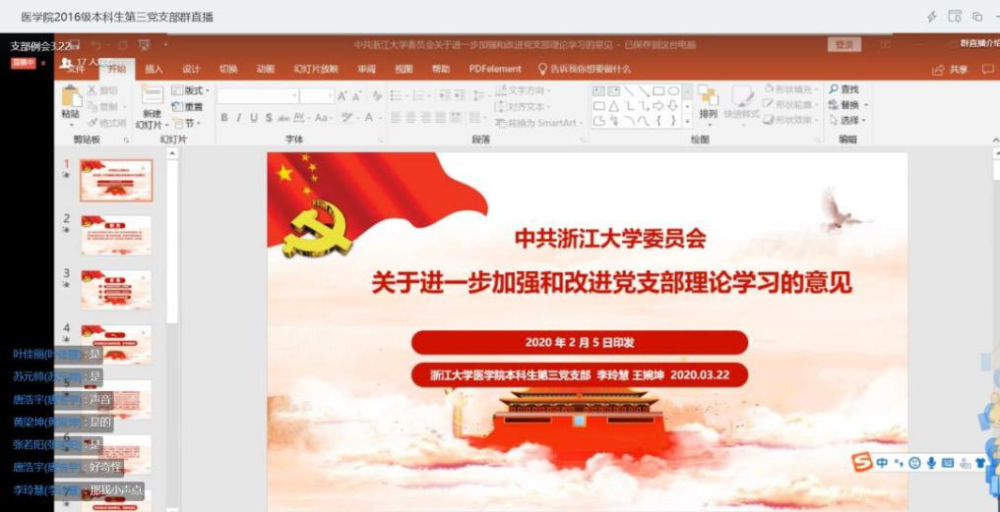 医学院2016级本科生第三党支部群直播
支部例会3.22
中共浙江大学委员会关于进一步加强和改进党支部理论学习的意见 - 已保存到这台电脑
登录
群直播介绍
直播中
17人
文件 开始 插入 设计 切换 动画 幻灯片放映 审阅 视图 帮助 PDFelement 告诉我你想要做什么
共享
粘贴
剪切
复制
格式刷
剪贴板
新建
幻灯片
版式
重置
节
幻灯片
B I U S abc AV Aa A
字体
文字方向
对齐文本
转换为 SmartArt
段落
排列
快速样式
形状填充
形状轮廓
形状效果
绘图
查找
替换
选择
编辑
1
2
3
4
5
6
7
中共浙江大学委员会
关于进一步加强和改进党支部理论学习的意见
2020 年 2 月 5 日印发
浙江大学医学院本科生第三党支部 李玲慧 王婉坤 2020.03.22
叶佳丽 : 是
苏元帅 : 是
唐浩宇 : 声音
黄梁坤 : 是的
张若阳 : 是
唐浩宇 : 好奇怪
李玲慧 : 那我小声点
中